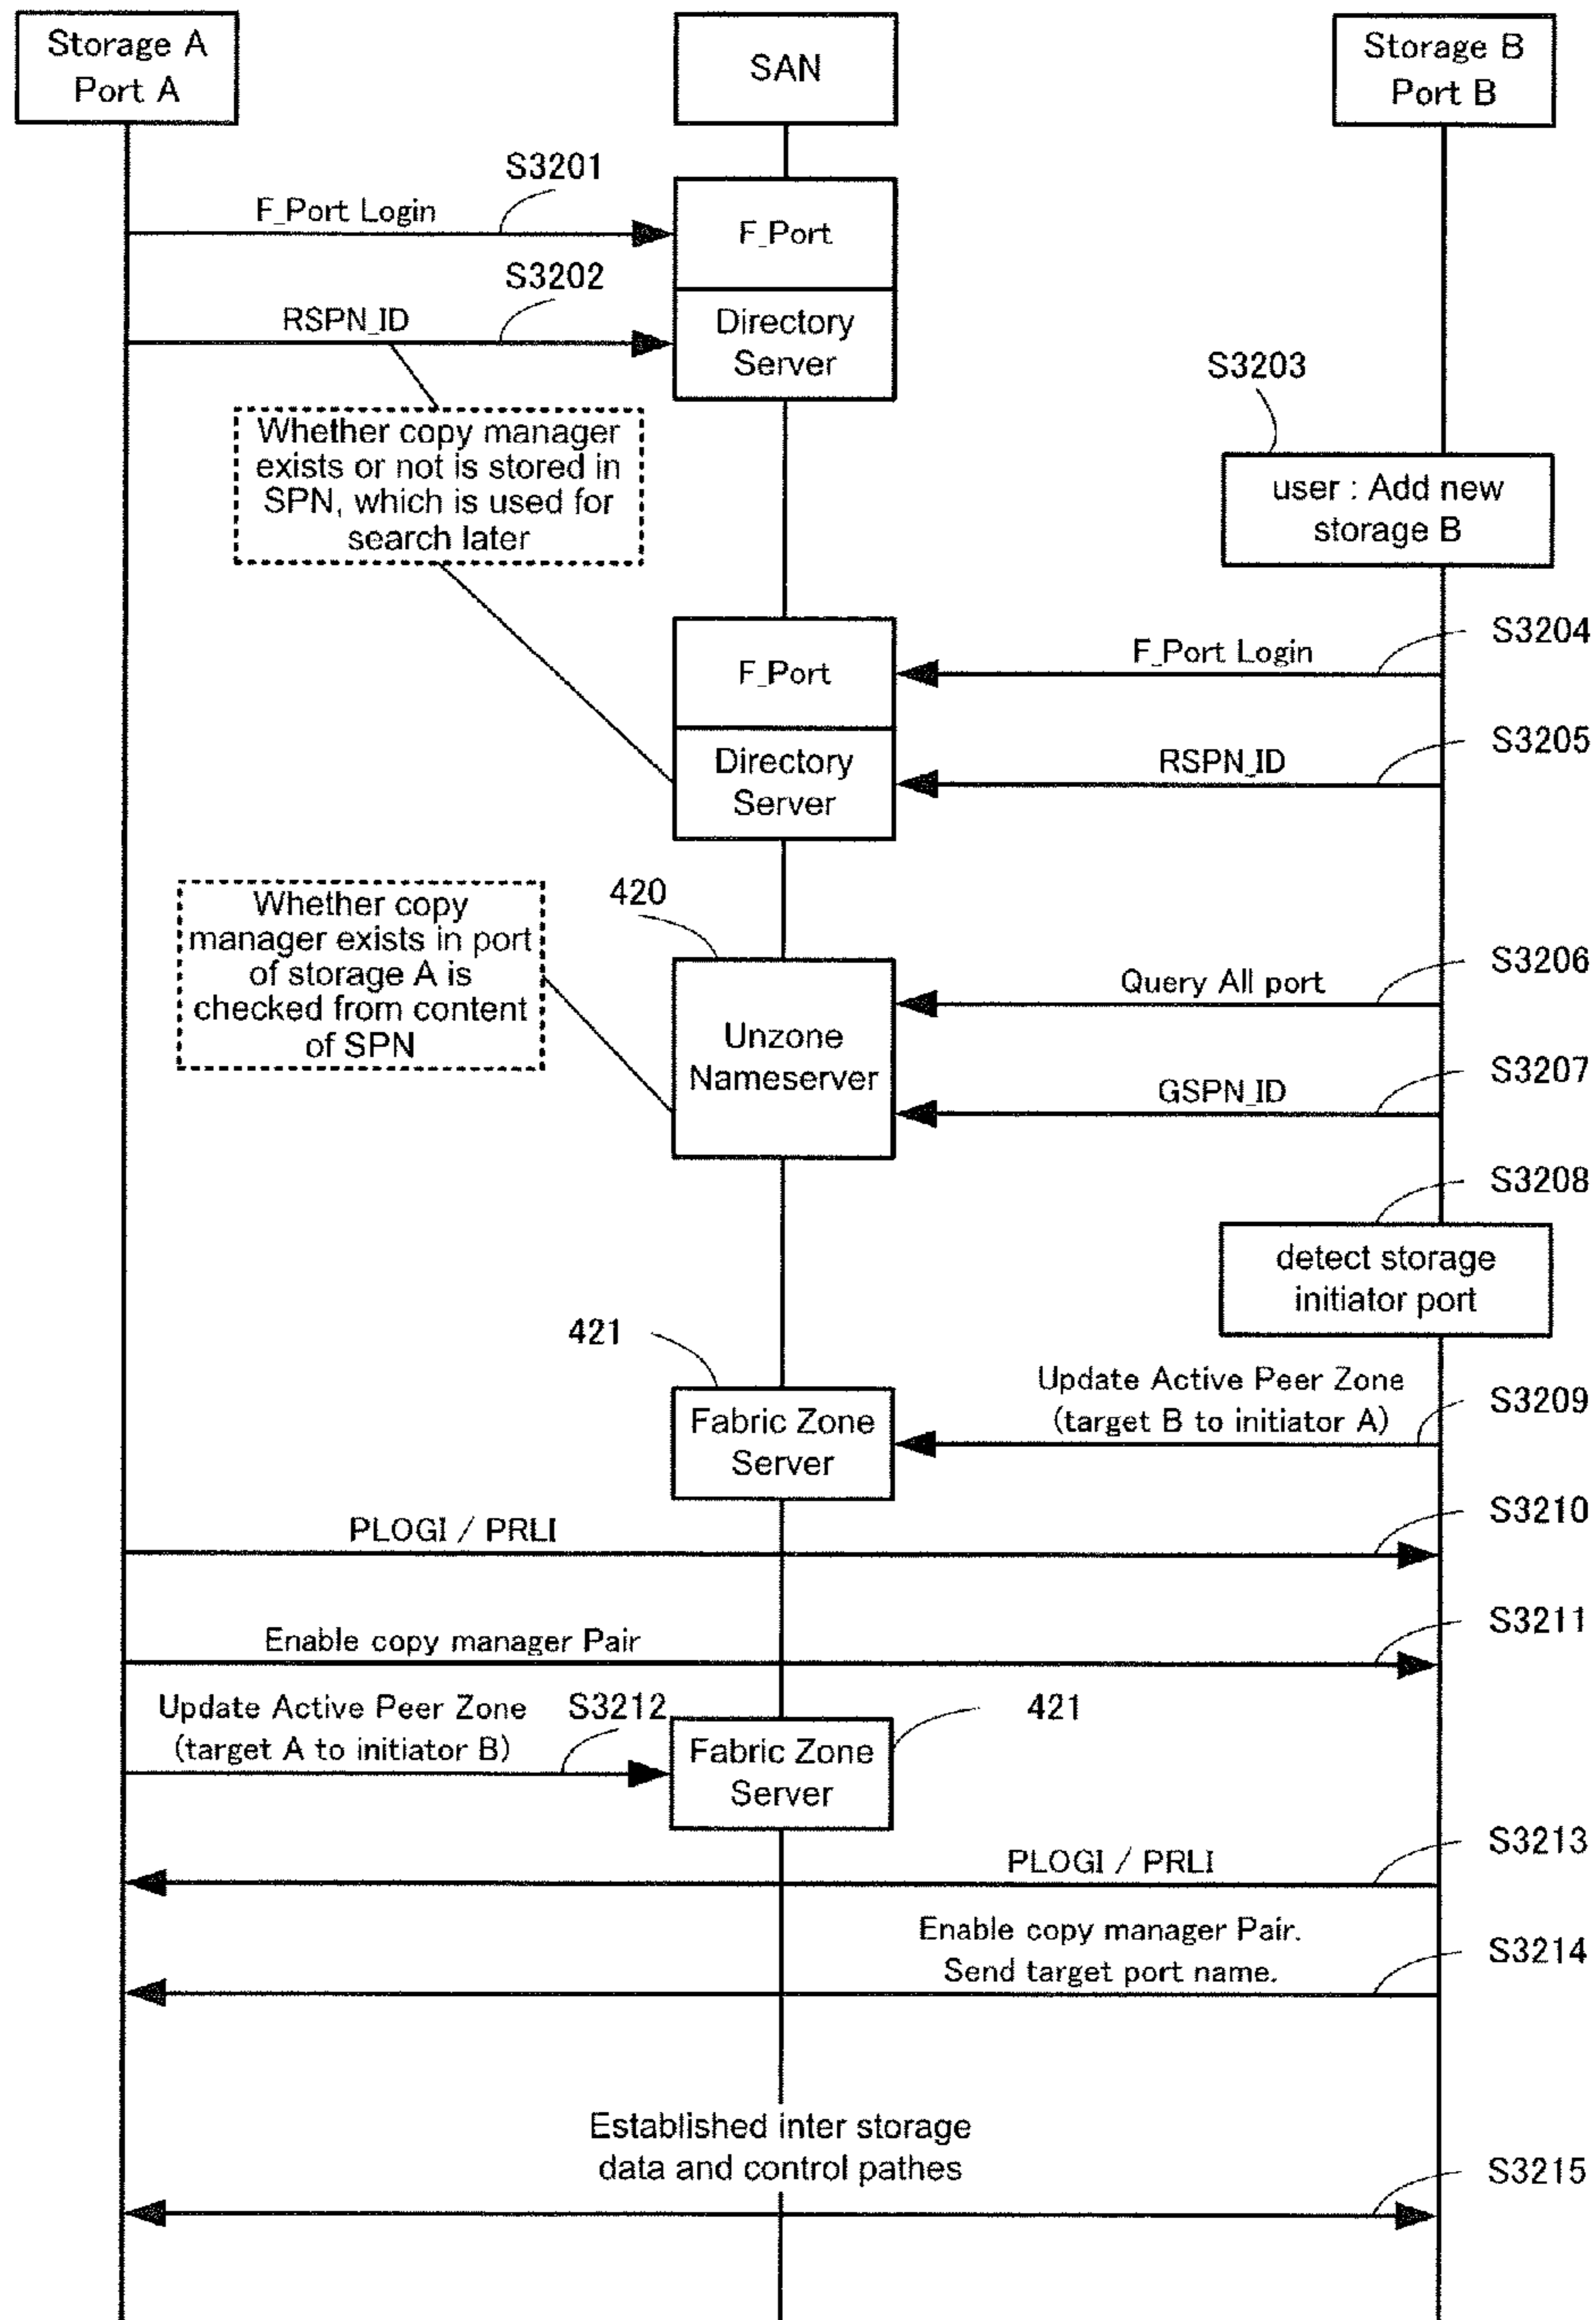 Storage A
Port A
SAN
Storage B
Port B
S3201
F_Port Login
F_Port
S3202
RSPN_ID
Directory
Server
S3203
Whether copy manager
exists or not is stored in
SPN, which is used for
search later
user : Add new
storage B
S3204
F_Port Login
F_Port
S3205
RSPN_ID
Directory
Server
420
Whether copy
manager exists in port
of storage A is
checked from content
of SPN
S3206
Query All port
Unzone
Nameserver
S3207
GSPN_ID
S3208
detect storage
initiator port
421
Update Active Peer Zone
(target B to initiator A)
S3209
Fabric Zone
Server
S3210
PLOGI / PRLI
S3211
Enable copy manager Pair
Update Active Peer Zone
(target A to initiator B)
S3212
421
Fabric Zone
Server
S3213
PLOGI / PRLI
Enable copy manager Pair.
Send target port name.
S3214
Established inter storage
data and control pathes
S3215